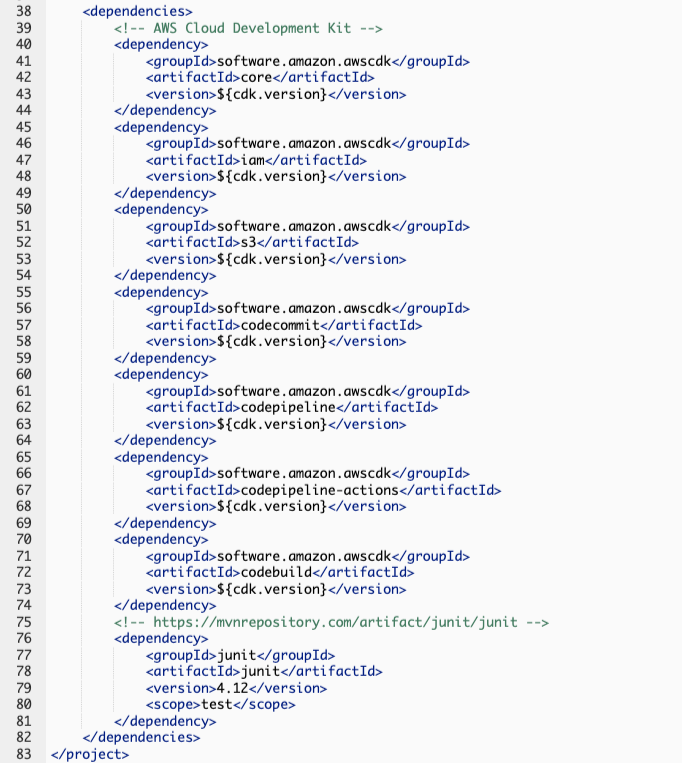 38 <dependencies>
39 <!-- AWS Cloud Development Kit -->
40 <dependency>
41 <groupId>software.amazon.awscdk</groupId>
42 <artifactId>core</artifactId>
43 <version>${cdk.version}</version>
44 </dependency>
45 <dependency>
46 <groupId>software.amazon.awscdk</groupId>
47 <artifactId>iam</artifactId>
48 <version>${cdk.version}</version>
49 </dependency>
50 <dependency>
51 <groupId>software.amazon.awscdk</groupId>
52 <artifactId>s3</artifactId>
53 <version>${cdk.version}</version>
54 </dependency>
55 <dependency>
56 <groupId>software.amazon.awscdk</groupId>
57 <artifactId>codecommit</artifactId>
58 <version>${cdk.version}</version>
59 </dependency>
60 <dependency>
61 <groupId>software.amazon.awscdk</groupId>
62 <artifactId>codepipeline</artifactId>
63 <version>${cdk.version}</version>
64 </dependency>
65 <dependency>
66 <groupId>software.amazon.awscdk</groupId>
67 <artifactId>codepipeline-actions</artifactId>
68 <version>${cdk.version}</version>
69 </dependency>
70 <dependency>
71 <groupId>software.amazon.awscdk</groupId>
72 <artifactId>codebuild</artifactId>
73 <version>${cdk.version}</version>
74 </dependency>
75 <!-- https://mvnrepository.com/artifact/junit/junit -->
76 <dependency>
77 <groupId>junit</groupId>
78 <artifactId>junit</artifactId>
79 <version>4.12</version>
80 <scope>test</scope>
81 </dependency>
82 </dependencies>
83 </project>